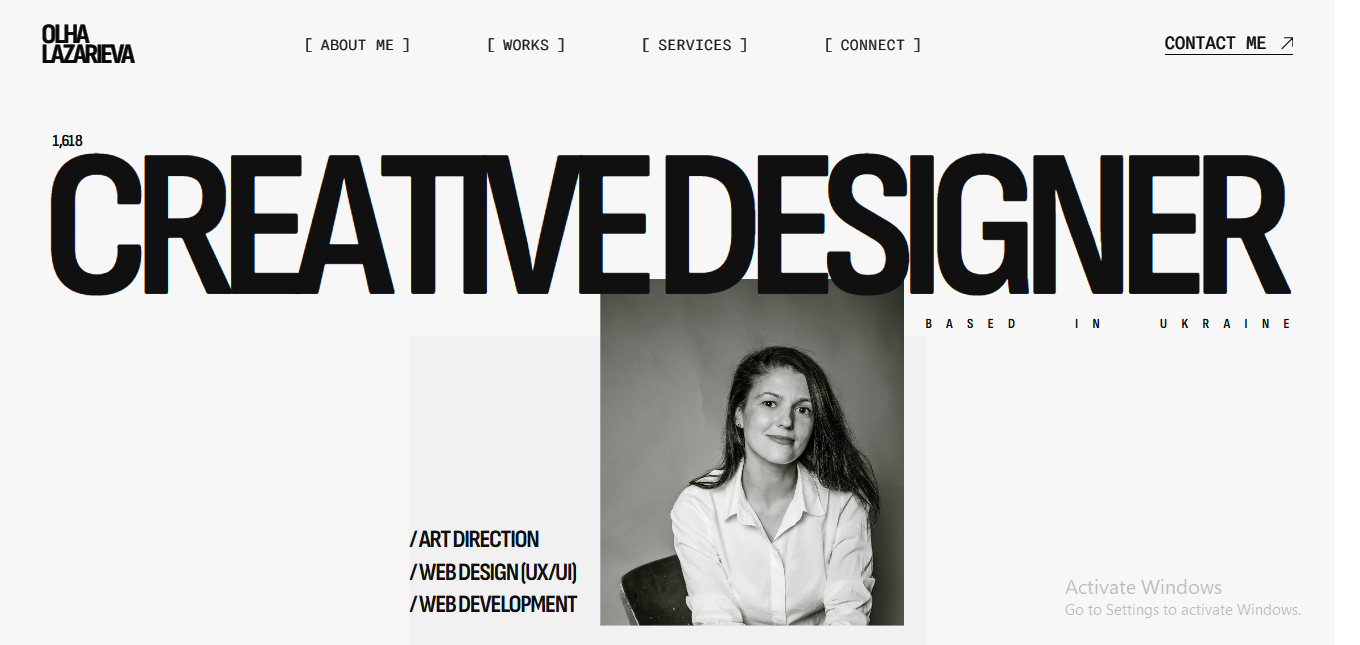 OLHA
LAZARIEVA
[ ABOUT ME ]
[ WORKS ]
[ SERVICES ]
[ CONNECT ]
CONTACT ME
1,618
CREATIVE DESIGNER
BASED IN UKRAINE
/ ART DIRECTION
/ WEB DESIGN (UX/UI)
/ WEB DEVELOPMENT
Activate Windows
Go to Settings to activate Windows.